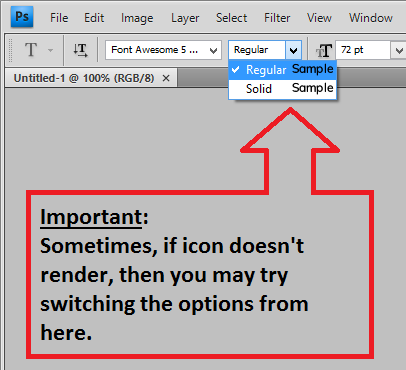 Ps File Edit Image Layer Select Filter View Window
T Font Awesome 5 ... Regular TT 72 pt
Untitled-1 @ 100% (RGB/8) ×
Regular Sample
Solid Sample
Important:
Sometimes, if icon doesn't
render, then you may try
switching the options from
here.